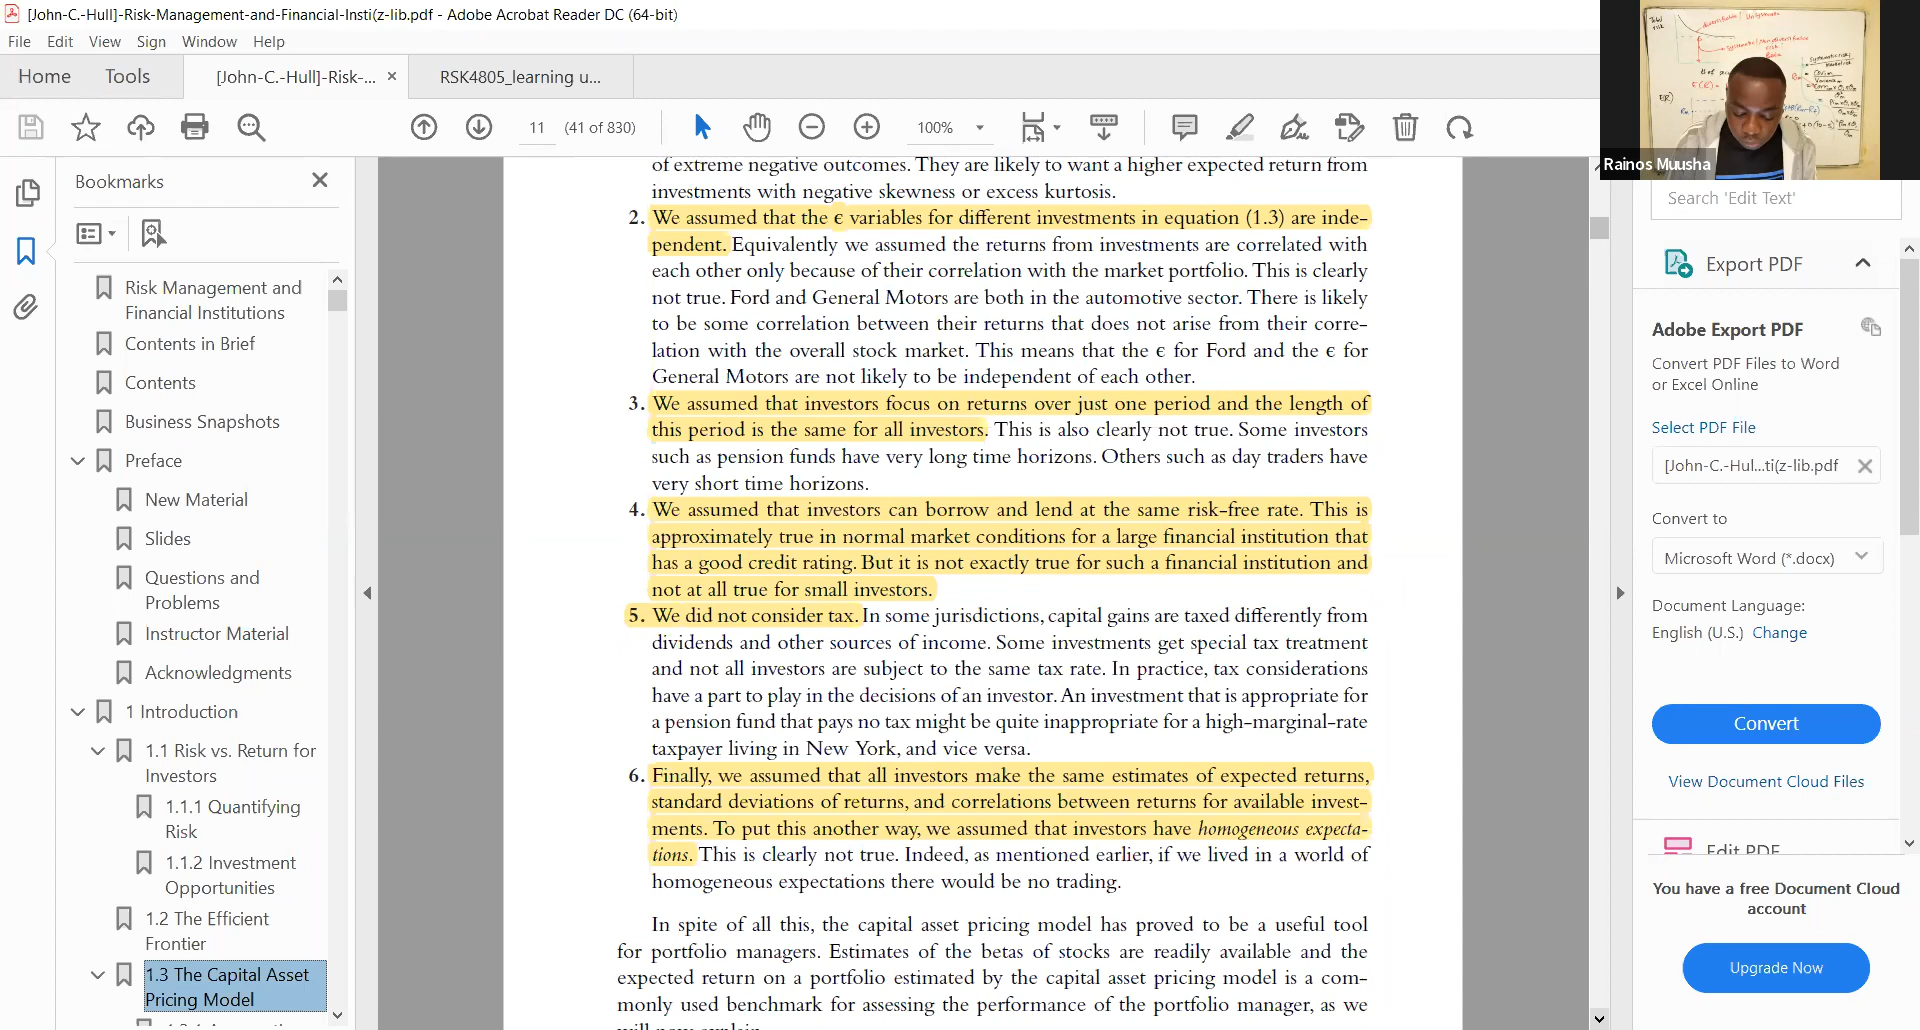 [John-C.-Hull]-Risk-Management-and-Financial-Insti(z-lib.pdf - Adobe Acrobat Reader DC (64-bit)
File Edit View Sign Window Help
Home Tools [John-C.-Hull]-Risk-... × RSK4805_learning u...
11 (41 of 830) 100%
Rainos Muusha
Bookmarks
Risk Management and
Financial Institutions
Contents in Brief
Contents
Business Snapshots
Preface
New Material
Slides
Questions and
Problems
Instructor Material
Acknowledgments
1 Introduction
1.1 Risk vs. Return for
Investors
1.1.1 Quantifying
Risk
1.1.2 Investment
Opportunities
1.2 The Efficient
Frontier
1.3 The Capital Asset
Pricing Model
of extreme negative outcomes. They are likely to want a higher expected return from
investments with negative skewness or excess kurtosis.
2. We assumed that the ϵ variables for different investments in equation (1.3) are inde-
pendent. Equivalently we assumed the returns from investments are correlated with
each other only because of their correlation with the market portfolio. This is clearly
not true. Ford and General Motors are both in the automotive sector. There is likely
to be some correlation between their returns that does not arise from their corre-
lation with the overall stock market. This means that the ϵ for Ford and the ϵ for
General Motors are not likely to be independent of each other.
3. We assumed that investors focus on returns over just one period and the length of
this period is the same for all investors. This is also clearly not true. Some investors
such as pension funds have very long time horizons. Others such as day traders have
very short time horizons.
4. We assumed that investors can borrow and lend at the same risk-free rate. This is
approximately true in normal market conditions for a large financial institution that
has a good credit rating. But it is not exactly true for such a financial institution and
not at all true for small investors.
5. We did not consider tax. In some jurisdictions, capital gains are taxed differently from
dividends and other sources of income. Some investments get special tax treatment
and not all investors are subject to the same tax rate. In practice, tax considerations
have a part to play in the decisions of an investor. An investment that is appropriate for
a pension fund that pays no tax might be quite inappropriate for a high-marginal-rate
taxpayer living in New York, and vice versa.
6. Finally, we assumed that all investors make the same estimates of expected returns,
standard deviations of returns, and correlations between returns for available invest-
ments. To put this another way, we assumed that investors have homogeneous expecta-
tions. This is clearly not true. Indeed, as mentioned earlier, if we lived in a world of
homogeneous expectations there would be no trading.
In spite of all this, the capital asset pricing model has proved to be a useful tool
for portfolio managers. Estimates of the betas of stocks are readily available and the
expected return on a portfolio estimated by the capital asset pricing model is a com-
monly used benchmark for assessing the performance of the portfolio manager, as we
will now explain.
Search 'Edit Text'
Export PDF
Adobe Export PDF
Convert PDF Files to Word
or Excel Online
Select PDF File
[John-C.-Hul...ti(z-lib.pdf
Convert to
Microsoft Word (*.docx)
Document Language:
English (U.S.) Change
Convert
View Document Cloud Files
Edit PDF
You have a free Document Cloud
account
Upgrade Now